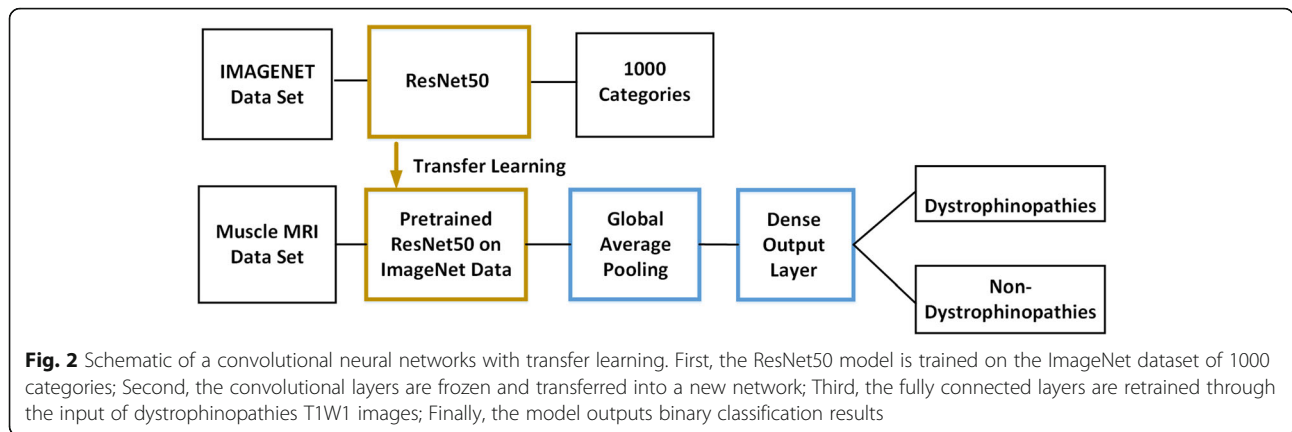 IMAGENET
Data Set
ResNet50
1000
Categories
Transfer Learning
Muscle MRI
Data Set
Pretrained
ResNet50 on
ImageNet Data
Global
Average
Pooling
Dense
Output
Layer
Dystrophinopathies
Non-
Dystrophinopathies
Fig. 2 Schematic of a convolutional neural networks with transfer learning. First, the ResNet50 model is trained on the ImageNet dataset of 1000
categories; Second, the convolutional layers are frozen and transferred into a new network; Third, the fully connected layers are retrained through
the input of dystrophinopathies T1W1 images; Finally, the model outputs binary classification results